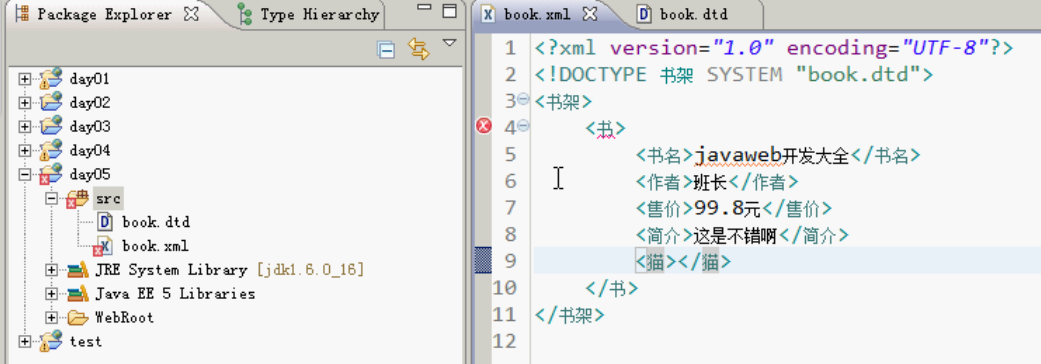 Package Explorer
Type Hierarchy
day01
day02
day03
day04
day05
src
book.dtd
book.xml
JRE System Library [jdk1.6.0_16]
Java EE 5 Libraries
WebRoot
test
book.xml
book.dtd
1 <?xml version="1.0" encoding="UTF-8"?>
2 <!DOCTYPE 书架 SYSTEM "book.dtd">
3 <书架>
4 <书>
5 <书名>javaweb开发大全</书名>
6 <作者>班长</作者>
7 <售价>99.8元</售价>
8 <简介>这是不错啊</简介>
9 <猫></猫>
10 </书>
11 </书架>
12